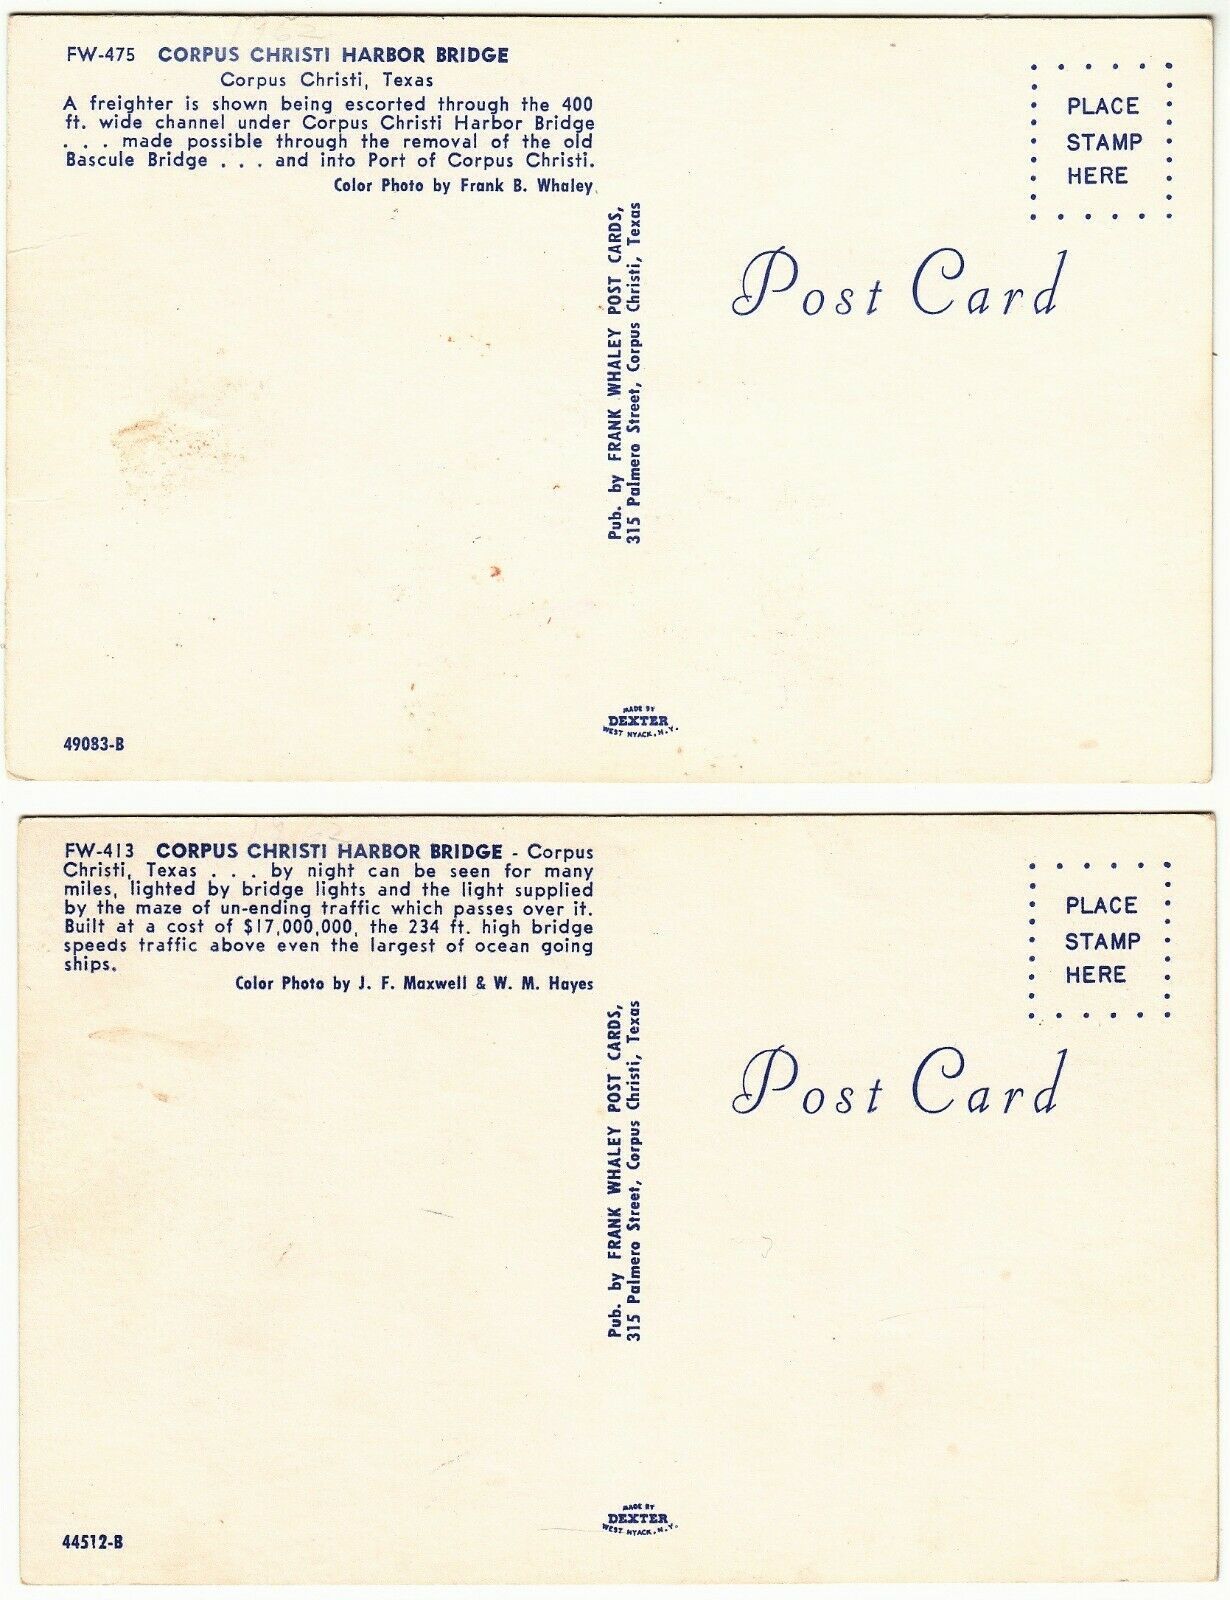 FW-475 CORPUS CHRISTI HARBOR BRIDGE
Corpus Christi, Texas
A freighter is shown being escorted through the 400
ft. wide channel under Corpus Christi Harbor Bridge
. . . made possible through the removal of the old
Bascule Bridge . . . and into Port of Corpus Christi.
Color Photo by Frank B. Whaley
PLACE
STAMP
HERE
Pub. by FRANK WHALEY POST CARDS,
315 Palmero Street, Corpus Christi, Texas
Post Card
MADE BY
DEXTER
WEST NYACK, N.Y.
49083-B
FW-413 CORPUS CHRISTI HARBOR BRIDGE - Corpus
Christi, Texas . . . by night can be seen for many
miles, lighted by bridge lights and the light supplied
by the maze of un-ending traffic which passes over it.
Built at a cost of $17,000,000, the 234 ft. high bridge
speeds traffic above even the largest of ocean going
ships.
Color Photo by J. F. Maxwell & W. M. Hayes
PLACE
STAMP
HERE
Pub. by FRANK WHALEY POST CARDS,
315 Palmero Street, Corpus Christi, Texas
Post Card
MADE BY
DEXTER
WEST NYACK, N.Y.
44512-B